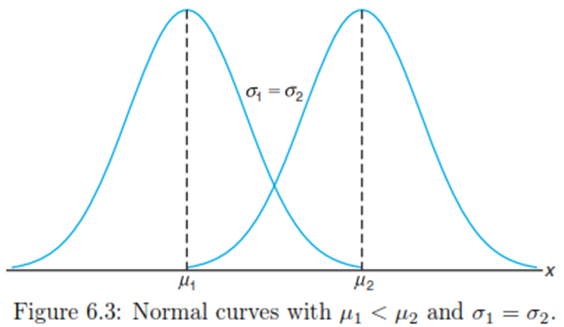 σ₁ = σ₂
x
μ₁
μ₂
Figure 6.3: Normal curves with μ₁ < μ₂ and σ₁ = σ₂.